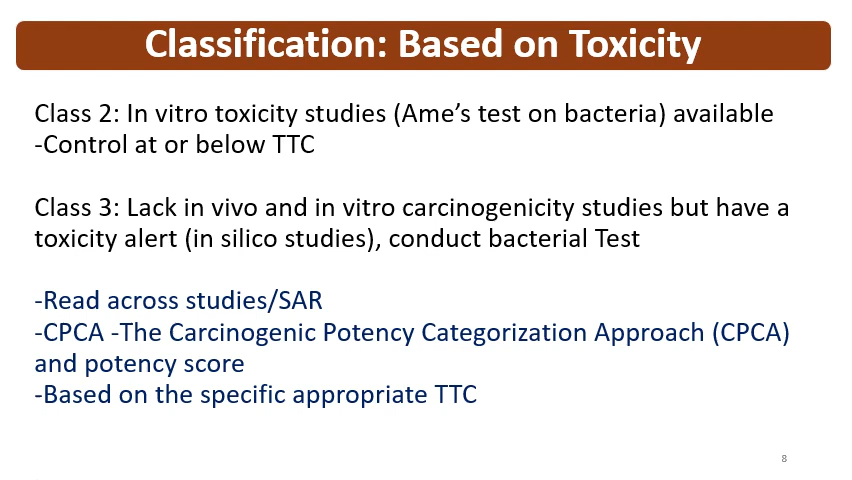 Classification: Based on Toxicity
Class 2: In vitro toxicity studies (Ame’s test on bacteria) available
-Control at or below TTC
Class 3: Lack in vivo and in vitro carcinogenicity studies but have a
toxicity alert (in silico studies), conduct bacterial Test
-Read across studies/SAR
-CPCA -The Carcinogenic Potency Categorization Approach (CPCA)
and potency score
-Based on the specific appropriate TTC
8